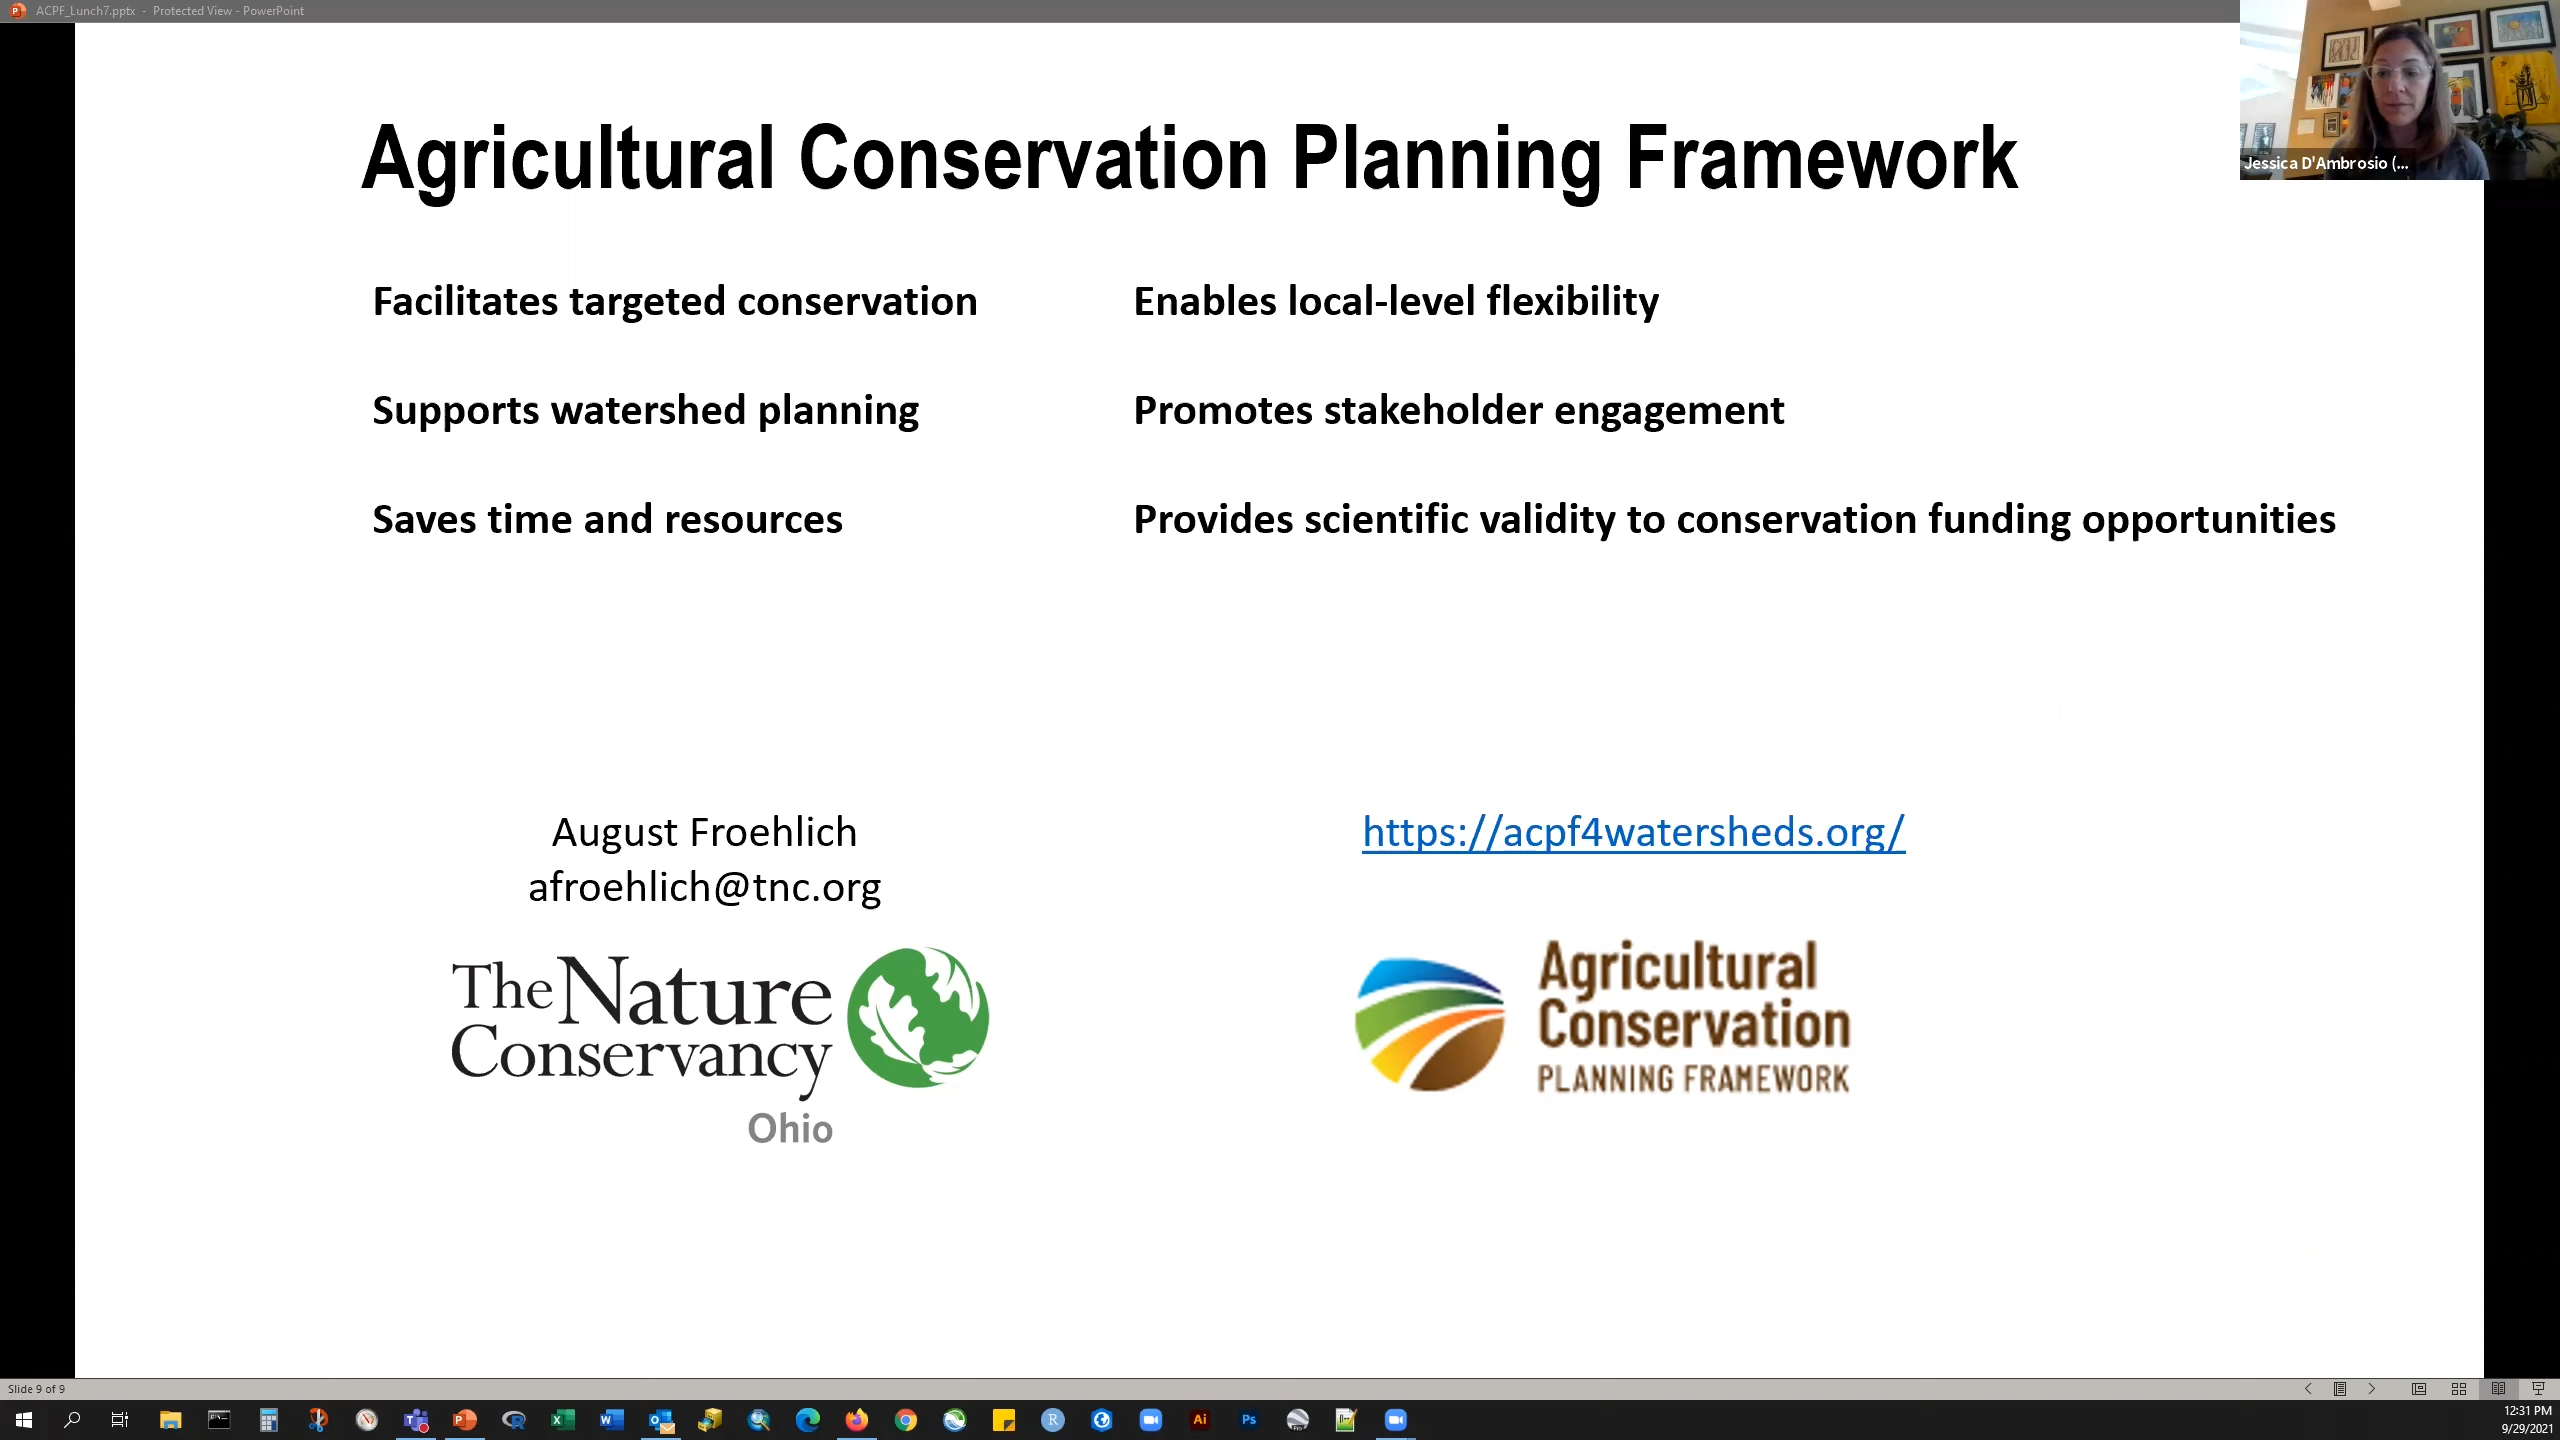 ACPF_Lunch7.pptx - Protected View - PowerPoint
Jessica D'Ambrosio (...
Agricultural Conservation Planning Framework
Facilitates targeted conservation
Enables local-level flexibility
Supports watershed planning
Promotes stakeholder engagement
Saves time and resources
Provides scientific validity to conservation funding opportunities
August Froehlich
afroehlich@tnc.org
https://acpf4watersheds.org/
The Nature
Conservancy
Ohio
Agricultural
Conservation
PLANNING FRAMEWORK
Slide 9 of 9
12:31 PM
9/29/2021